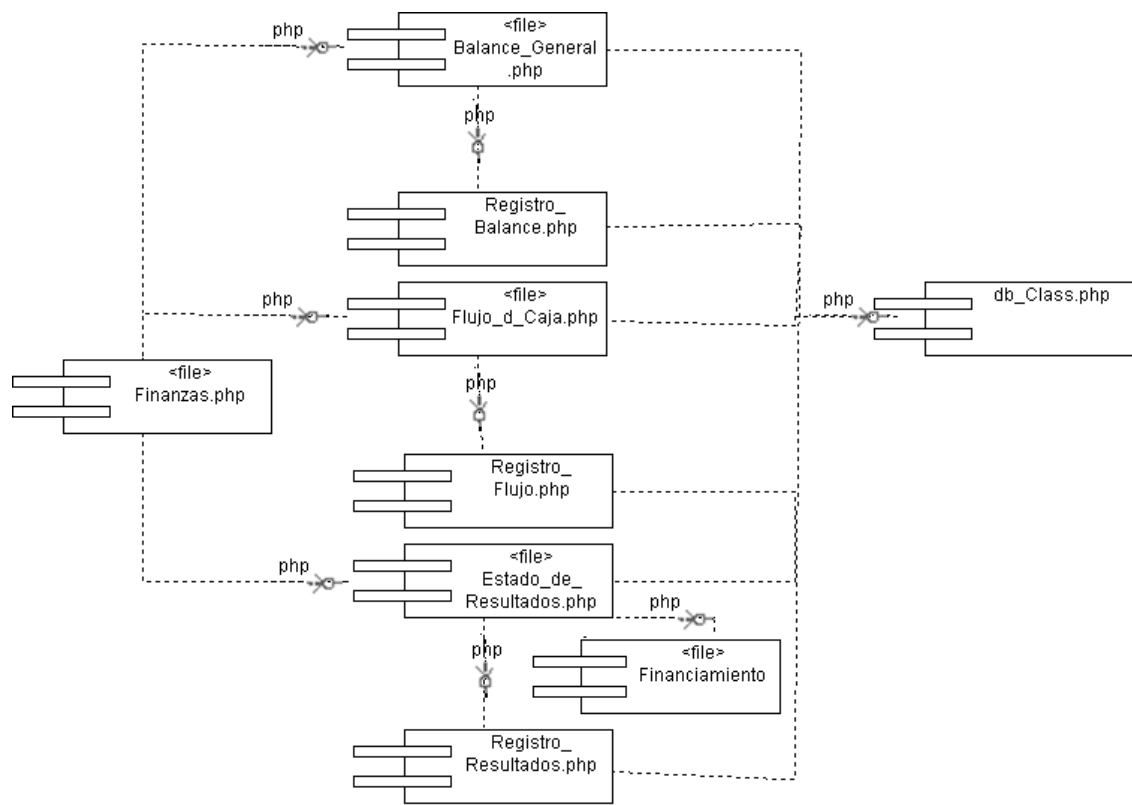 php
<file>
Balance_General
.php
php
Registro_
Balance.php
php
<file>
Flujo_d_Caja.php
php
db_Class.php
<file>
Finanzas.php
php
Registro_
Flujo.php
php
<file>
Estado_de_
Resultados.php
php
<file>
Financiamiento
php
Registro_
Resultados.php